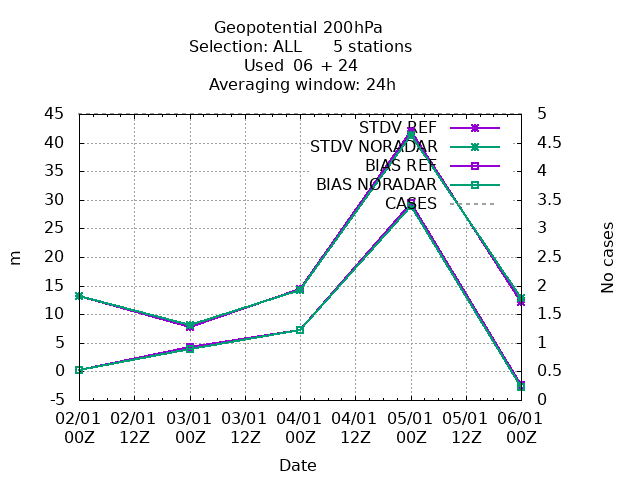 Geopotential 200hPa
Selection: ALL 5 stations
Used 06 + 24
Averaging window: 24h
45 5
40 4.5
35 4
30 3.5
25 3
20 2.5
15 2
10 1.5
5 1
0 0.5
-5 0
STDV REF
STDV NORADAR
BIAS REF
BIAS NORADAR
CASES
m
No cases
02/01 02/01 03/01 03/01 04/01 04/01 05/01 05/01 06/01
00Z 12Z 00Z 12Z 00Z 12Z 00Z 12Z 00Z
Date